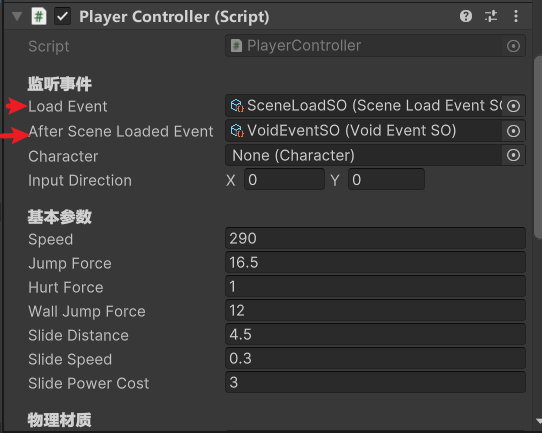 Player Controller (Script)
Script PlayerController
监听事件
Load Event SceneLoadSO (Scene Load Event SO
After Scene Loaded Event VoidEventSO (Void Event SO)
Character None (Character)
Input Direction X 0 Y 0
基本参数
Speed 290
Jump Force 16.5
Hurt Force 1
Wall Jump Force 12
Slide Distance 4.5
Slide Speed 0.3
Slide Power Cost 3
物理材质